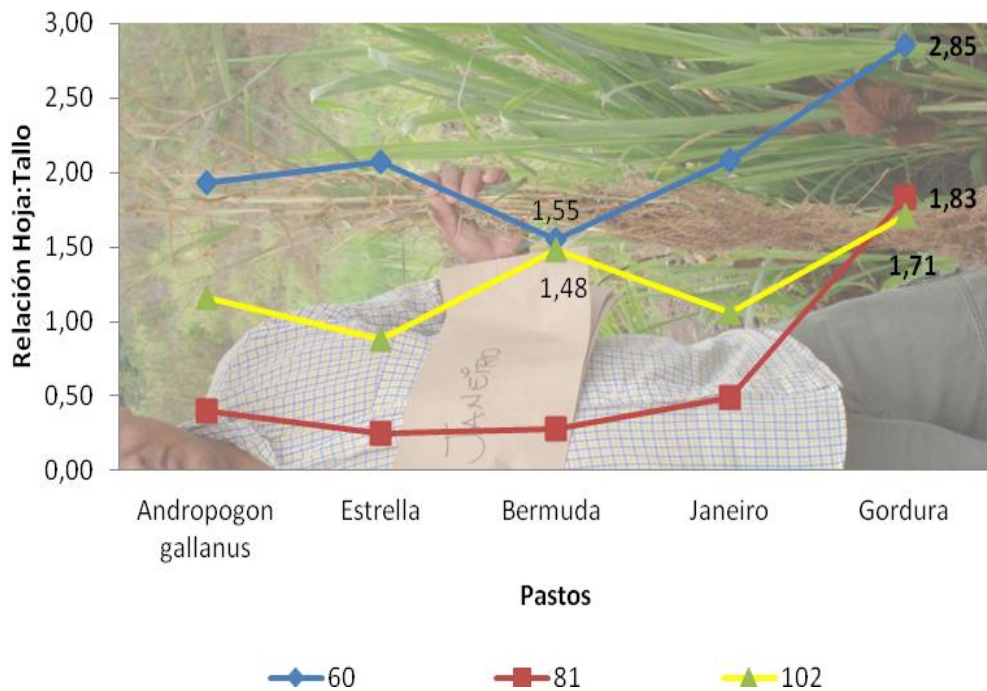 3,00
2,50
2,00
1,50
1,00
0,50
0,00
Relación Hoja:Tallo
2,85
1,83
1,71
1,55
1,48
JANEIRO
Andropogon
gallanus
Estrella
Bermuda
Janeiro
Gordura
Pastos
60
81
102